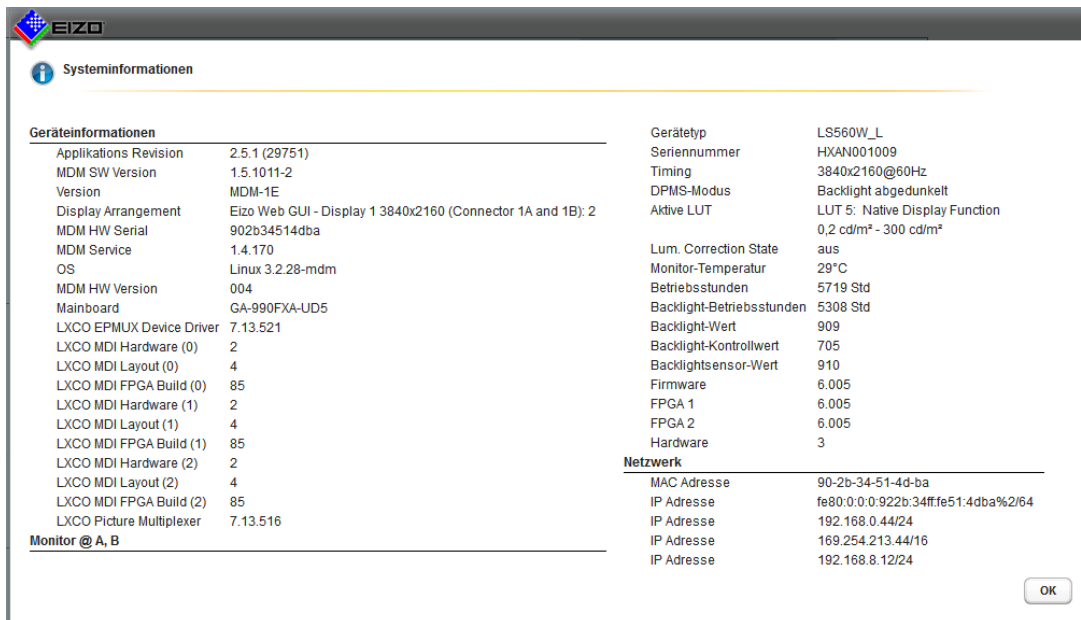 EIZO
Systeminformationen
Geräteinformationen
Applikations Revision 2.5.1 (29751)
MDM SW Version 1.5.1011-2
Version MDM-1E
Display Arrangement Eizo Web GUI - Display 1 3840x2160 (Connector 1A and 1B): 2
MDM HW Serial 902b34514dba
MDM Service 1.4.170
OS Linux 3.2.28-mdm
MDM HW Version 004
Mainboard GA-990FXA-UD5
LXCO EPMUX Device Driver 7.13.521
LXCO MDI Hardware (0) 2
LXCO MDI Layout (0) 4
LXCO MDI FPGA Build (0) 85
LXCO MDI Hardware (1) 2
LXCO MDI Layout (1) 4
LXCO MDI FPGA Build (1) 85
LXCO MDI Hardware (2) 2
LXCO MDI Layout (2) 4
LXCO MDI FPGA Build (2) 85
LXCO Picture Multiplexer 7.13.516
Monitor @ A, B
Gerätetyp LS560W_L
Seriennummer HXAN001009
Timing 3840x2160@60Hz
DPMS-Modus Backlight abgedunkelt
Aktive LUT LUT 5: Native Display Function
0,2 cd/m² - 300 cd/m²
Lum. Correction State aus
Monitor-Temperatur 29°C
Betriebsstunden 5719 Std
Backlight-Betriebsstunden 5308 Std
Backlight-Wert 909
Backlight-Kontrollwert 705
Backlightsensor-Wert 910
Firmware 6.005
FPGA 1 6.005
FPGA 2 6.005
Hardware 3
Netzwerk
MAC Adresse 90-2b-34-51-4d-ba
IP Adresse fe80:0:0:0:922b:34ff:fe51:4dba%2/64
IP Adresse 192.168.0.44/24
IP Adresse 169.254.213.44/16
IP Adresse 192.168.8.12/24
OK